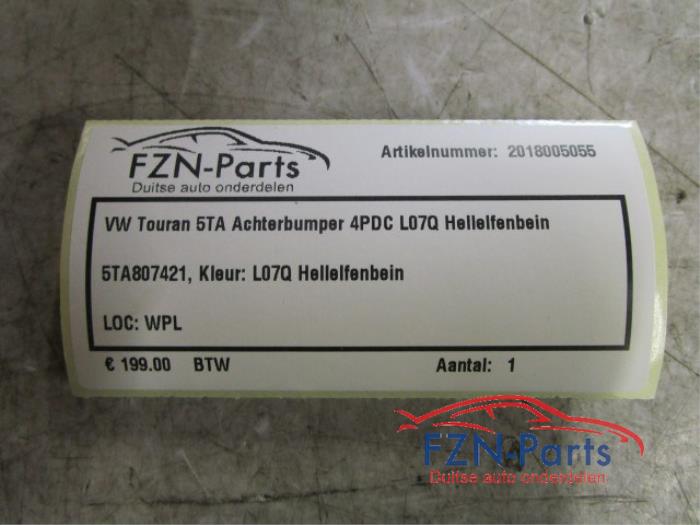 FZN-Parts
Duitse auto onderdelen
Artikelnummer: 2018005055
VW Touran 5TA Achterbumper 4PDC L07Q Hellelfenbein
5TA807421, Kleur: L07Q Hellelfenbein
LOC: WPL
€ 199.00 BTW
Aantal: 1
FZN-Parts
Duitse auto onderdelen